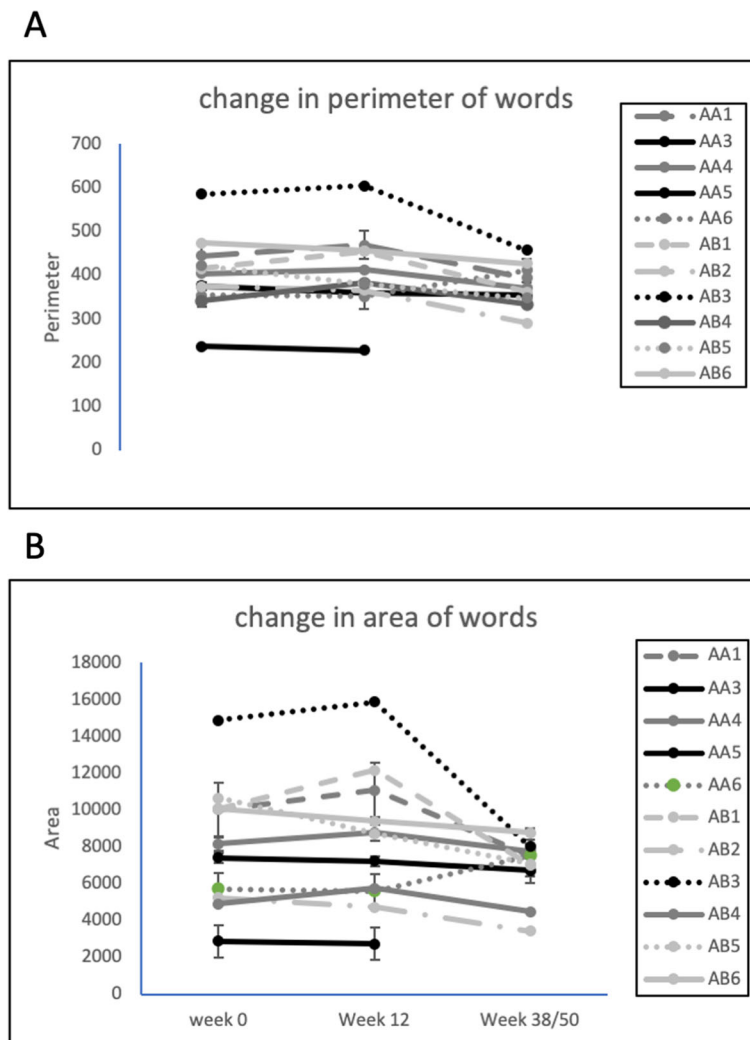 A
change in perimeter of words
700
600
500
400
300
200
100
0
Perimeter
AA1
AA3
AA4
AA5
AA6
AB1
AB2
AB3
AB4
AB5
AB6
B
change in area of words
18000
16000
14000
12000
10000
8000
6000
4000
2000
0
Area
week 0
Week 12
Week 38/50
AA1
AA3
AA4
AA5
AA6
AB1
AB2
AB3
AB4
AB5
AB6